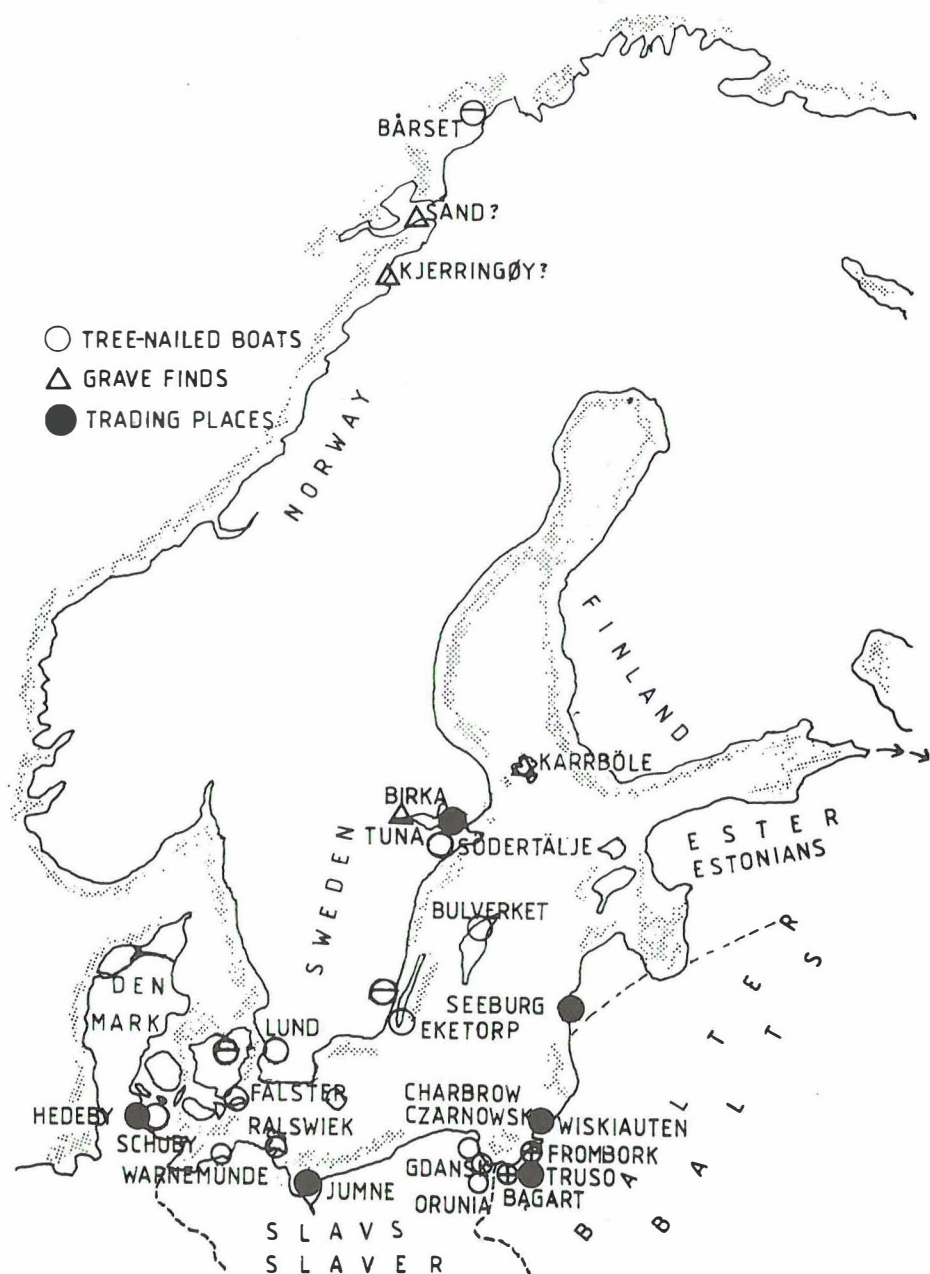 BÅRSET
SAND?
KJERRINGØY?
TREE-NAILED BOATS
GRAVE FINDS
TRADING PLACES
NORWAY
FINLAND
KARRBÖLE
BIRKA
TUNA
SÖDERTÄLJE
ESTER
ESTONIANS
SWEDEN
BULVERKET
DEN
MARK
SEEBURG
EKETORP
LUND
BALTER
BALTS
FALSTER
CHARBROW
CZARNOWSK
HEDEBY
RALSWIEK
WISKIAUTEN
SCHUBY
FROMBORK
WARNEMÜNDE
GDANSK
TRUSO
JUMNE
ORUNIA
BAGART
SLAVS
SLAVER